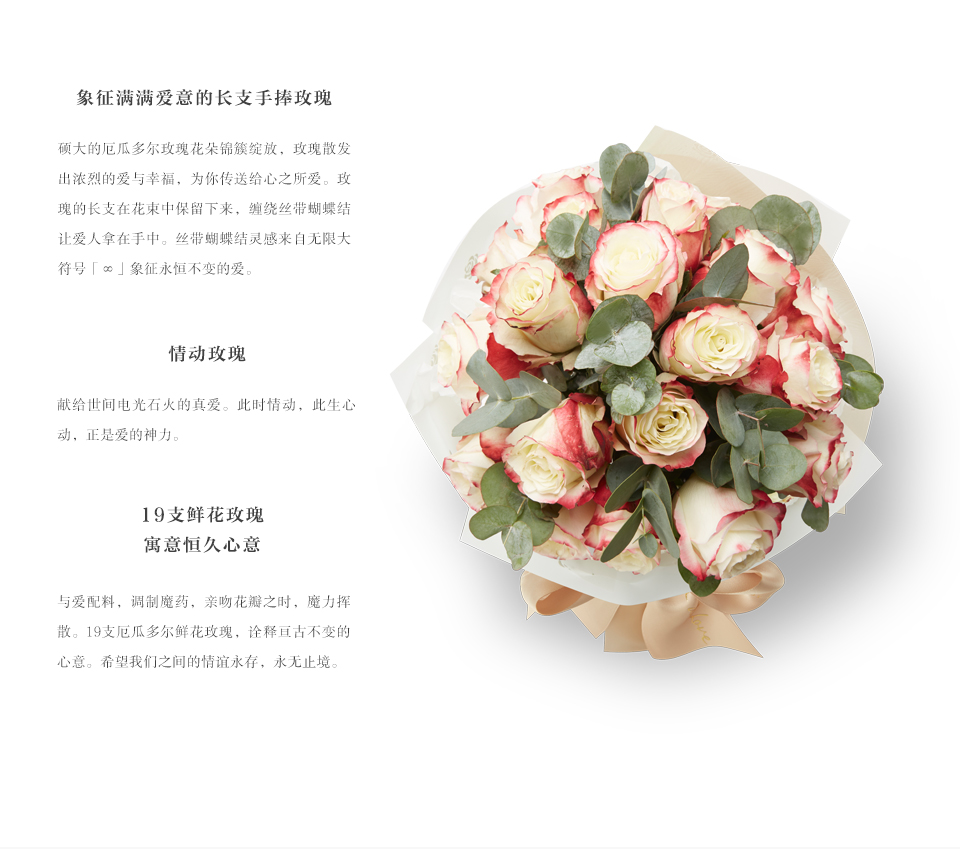 象征满满爱意的长支手捧玫瑰
硕大的厄瓜多尔玫瑰花朵锦簇绽放，玫瑰散发
出浓烈的爱与幸福，为你传送给心之所爱。玫
瑰的长支在花束中保留下来，缠绕丝带蝴蝶结
让爱人拿在手中。丝带蝴蝶结灵感来自无限大
符号「∞」象征永恒不变的爱。
情动玫瑰
献给世间电光石火的真爱。此时情动，此生心
动，正是爱的神力。
19支鲜花玫瑰
寓意恒久心意
与爱配料，调制魔药，亲吻花瓣之时，魔力挥
散。19支厄瓜多尔鲜花玫瑰，诠释亘古不变的
心意。希望我们之间的情谊永存，永无止境。